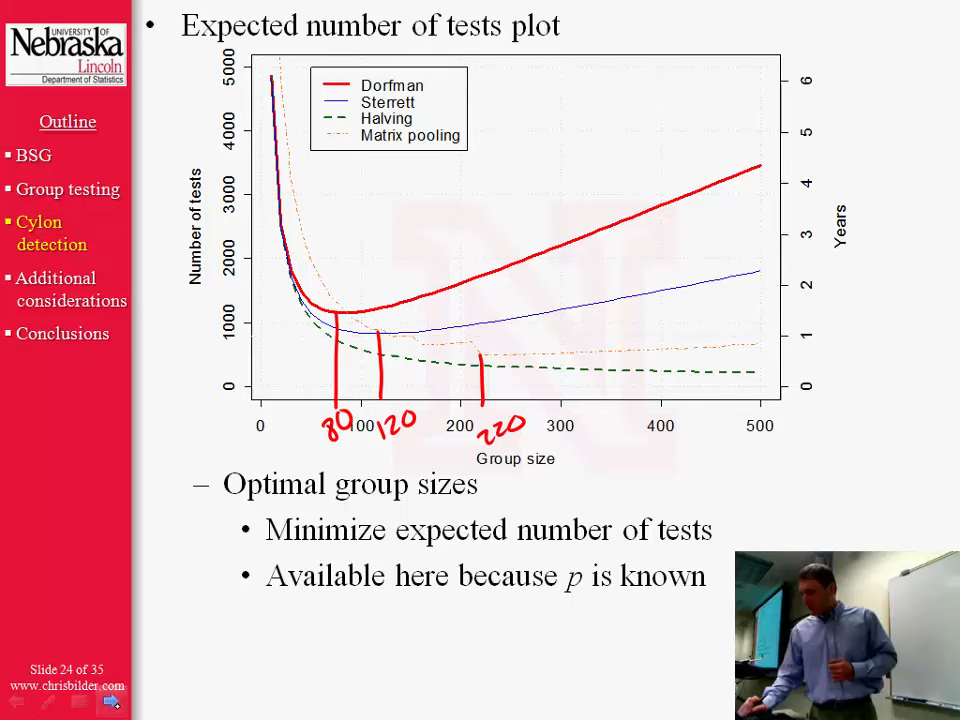 UNIVERSITY OF
Nebraska
Lincoln
Department of Statistics
Outline
▪ BSG
▪ Group testing
▪ Cylon
detection
▪ Additional
considerations
▪ Conclusions
Slide 24 of 35
www.chrisbilder.com
• Expected number of tests plot
Number of tests
5000
4000
3000
2000
1000
0
Dorfman
Sterrett
Halving
Matrix pooling
6
5
4
3
2
1
0
Years
0 100 200 300 400 500
80 120 220
Group size
– Optimal group sizes
• Minimize expected number of tests
• Available here because p is known